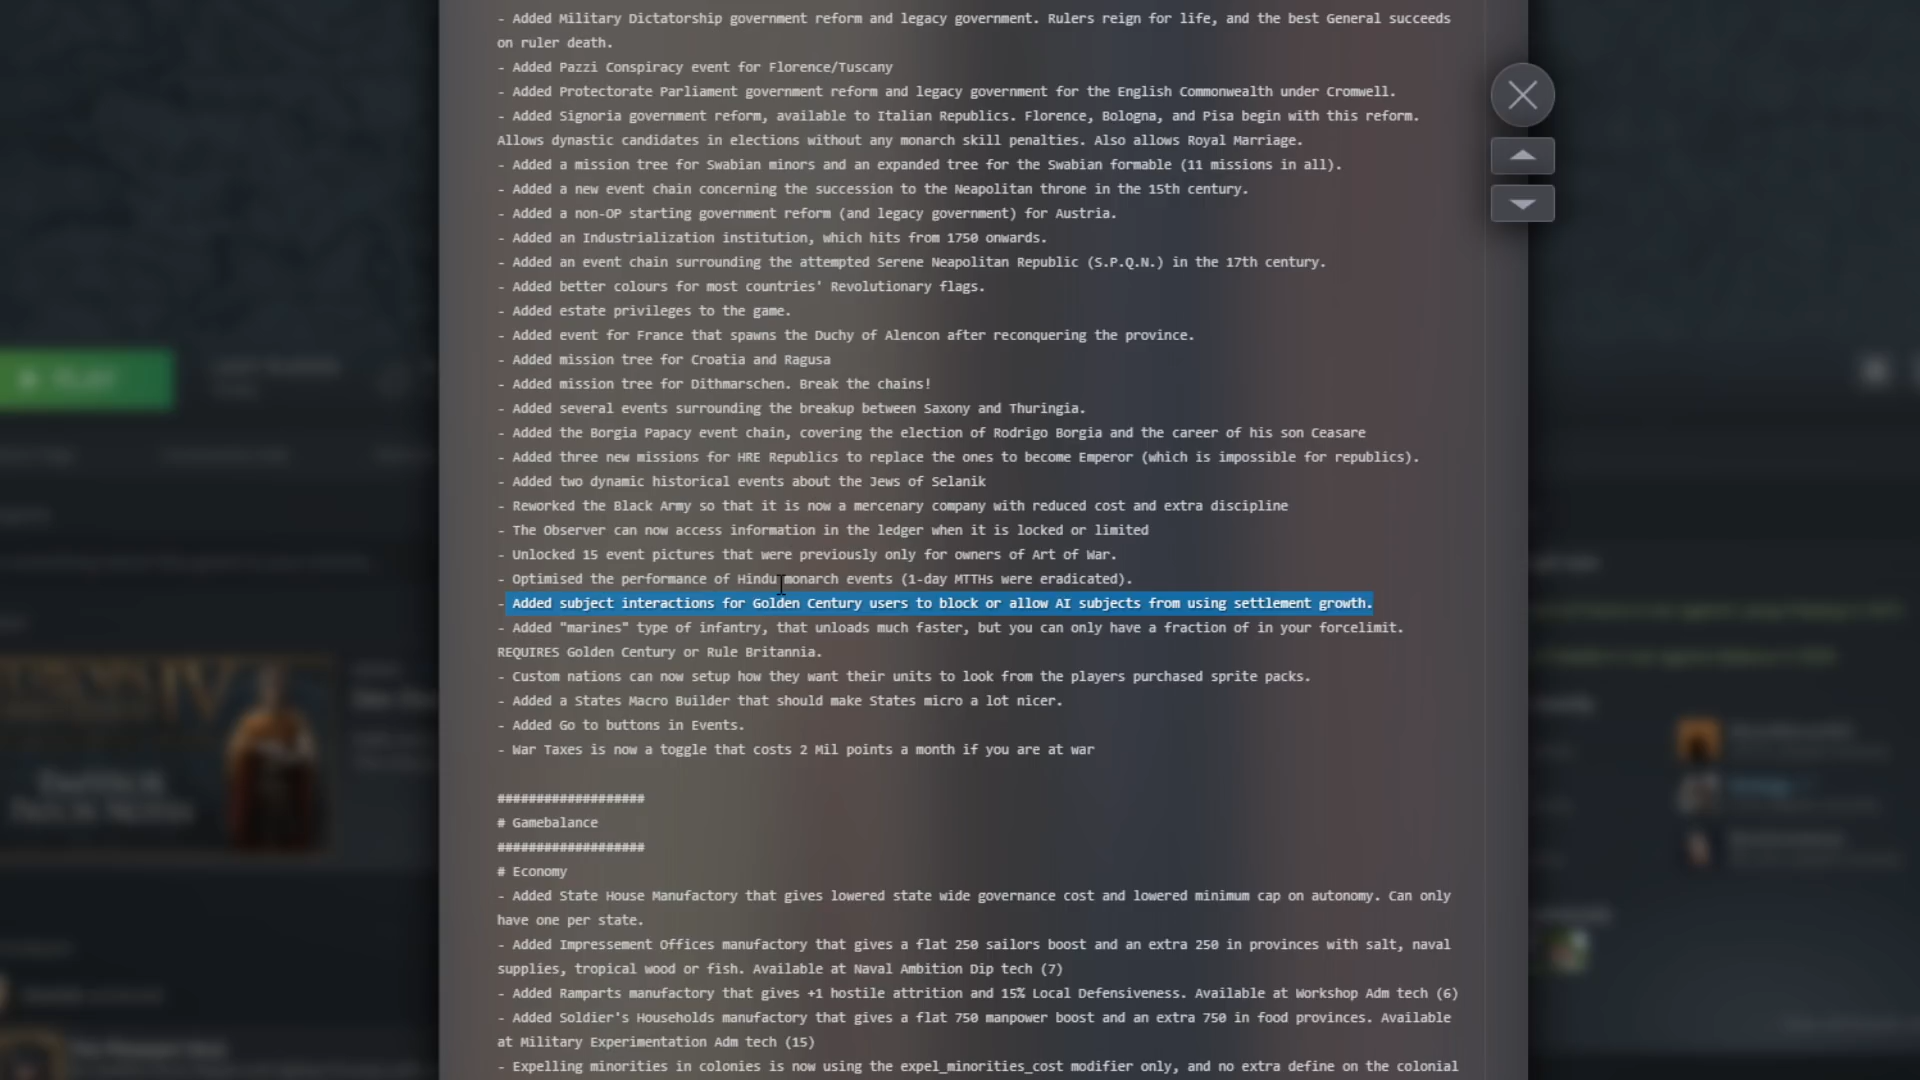 - Added Military Dictatorship government reform and legacy government. Rulers reign for life, and the best General succeeds
on ruler death.
- Added Pazzi Conspiracy event for Florence/Tuscany
- Added Protectorate Parliament government reform and legacy government for the English Commonwealth under Cromwell.
- Added Signoria government reform, available to Italian Republics. Florence, Bologna, and Pisa begin with this reform.
Allows dynastic candidates in elections without any monarch skill penalties. Also allows Royal Marriage.
- Added a mission tree for Swabian minors and an expanded tree for the Swabian formable (11 missions in all).
- Added a new event chain concerning the succession to the Neapolitan throne in the 15th century.
- Added a non-OP starting government reform (and legacy government) for Austria.
- Added an Industrialization institution, which hits from 1750 onwards.
- Added an event chain surrounding the attempted Serene Neapolitan Republic (S.P.Q.N.) in the 17th century.
- Added better colours for most countries' Revolutionary flags.
- Added estate privileges to the game.
- Added event for France that spawns the Duchy of Alencon after reconquering the province.
- Added mission tree for Croatia and Ragusa
- Added mission tree for Dithmarschen. Break the chains!
- Added several events surrounding the breakup between Saxony and Thuringia.
- Added the Borgia Papacy event chain, covering the election of Rodrigo Borgia and the career of his son Ceasare
- Added three new missions for HRE Republics to replace the ones to become Emperor (which is impossible for republics).
- Added two dynamic historical events about the Jews of Selanik
- Reworked the Black Army so that it is now a mercenary company with reduced cost and extra discipline
- The Observer can now access information in the ledger when it is locked or limited
- Unlocked 15 event pictures that were previously only for owners of Art of War.
- Optimised the performance of Hindu monarch events (1-day MTTHs were eradicated).
- Added subject interactions for Golden Century users to block or allow AI subjects from using settlement growth.
- Added "marines" type of infantry, that unloads much faster, but you can only have a fraction of in your forcelimit.
REQUIRES Golden Century or Rule Britannia.
- Custom nations can now setup how they want their units to look from the players purchased sprite packs.
- Added a States Macro Builder that should make States micro a lot nicer.
- Added Go to buttons in Events.
- War Taxes is now a toggle that costs 2 Mil points a month if you are at war
###################
# Gamebalance
###################
# Economy
- Added State House Manufactory that gives lowered state wide governance cost and lowered minimum cap on autonomy. Can only
have one per state.
- Added Impressement Offices manufactory that gives a flat 250 sailors boost and an extra 250 in provinces with salt, naval
supplies, tropical wood or fish. Available at Naval Ambition Dip tech (7)
- Added Ramparts manufactory that gives +1 hostile attrition and 15% Local Defensiveness. Available at Workshop Adm tech (6)
- Added Soldier's Households manufactory that gives a flat 750 manpower boost and an extra 750 in food provinces. Available
at Military Experimentation Adm tech (15)
- Expelling minorities in colonies is now using the expel_minorities_cost modifier only, and no extra define on the colonial
PLAY